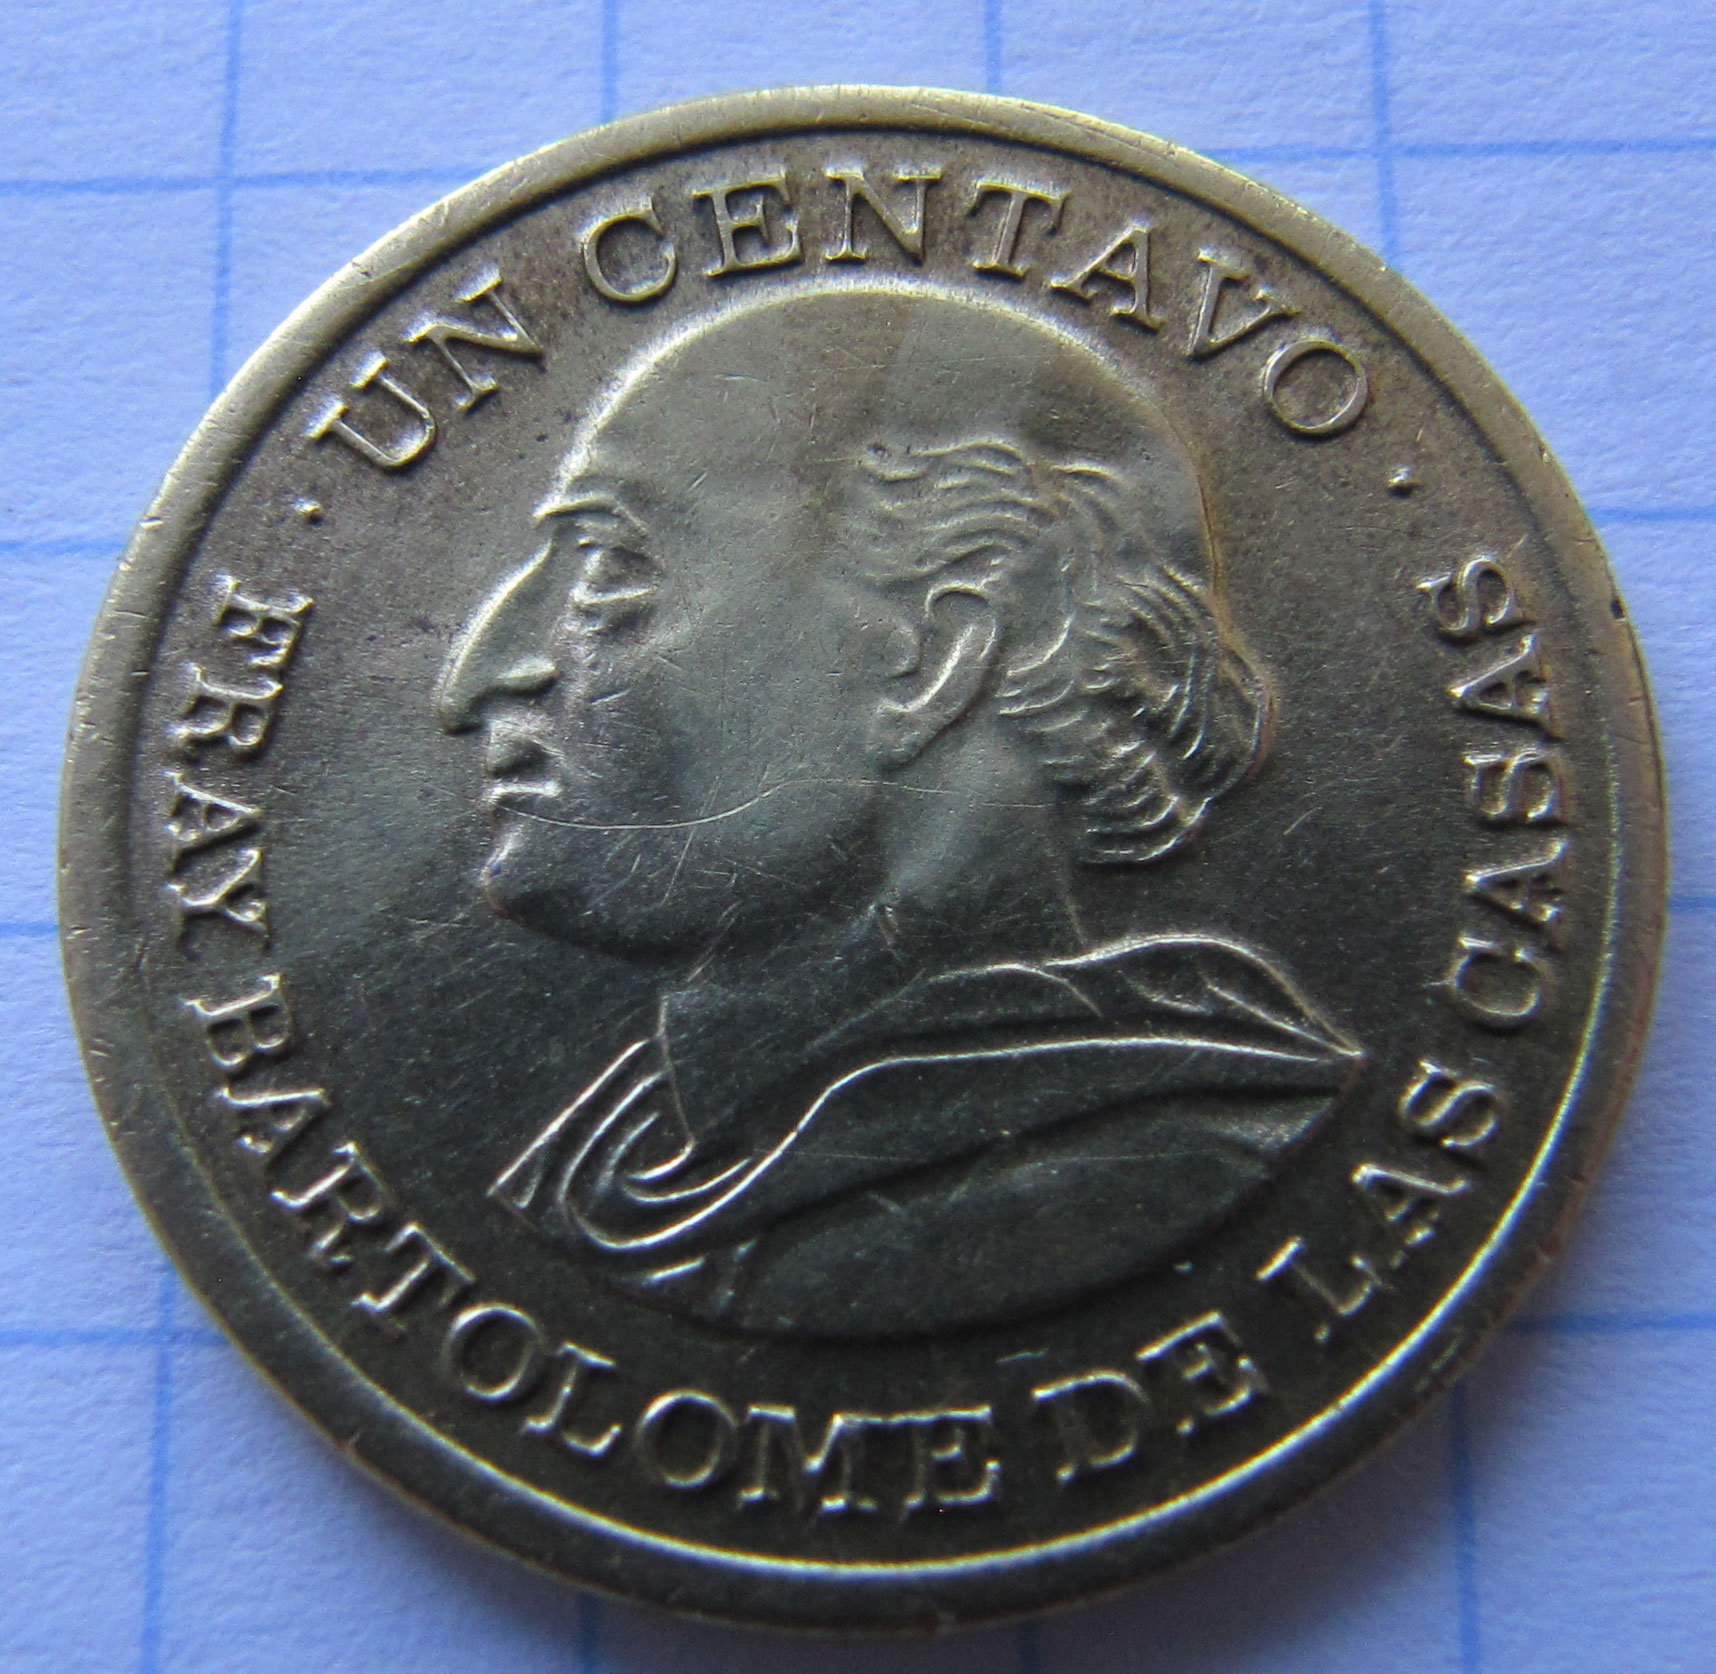 · UN CENTAVO ·
FRAY BARTOLOME DE LAS CASAS